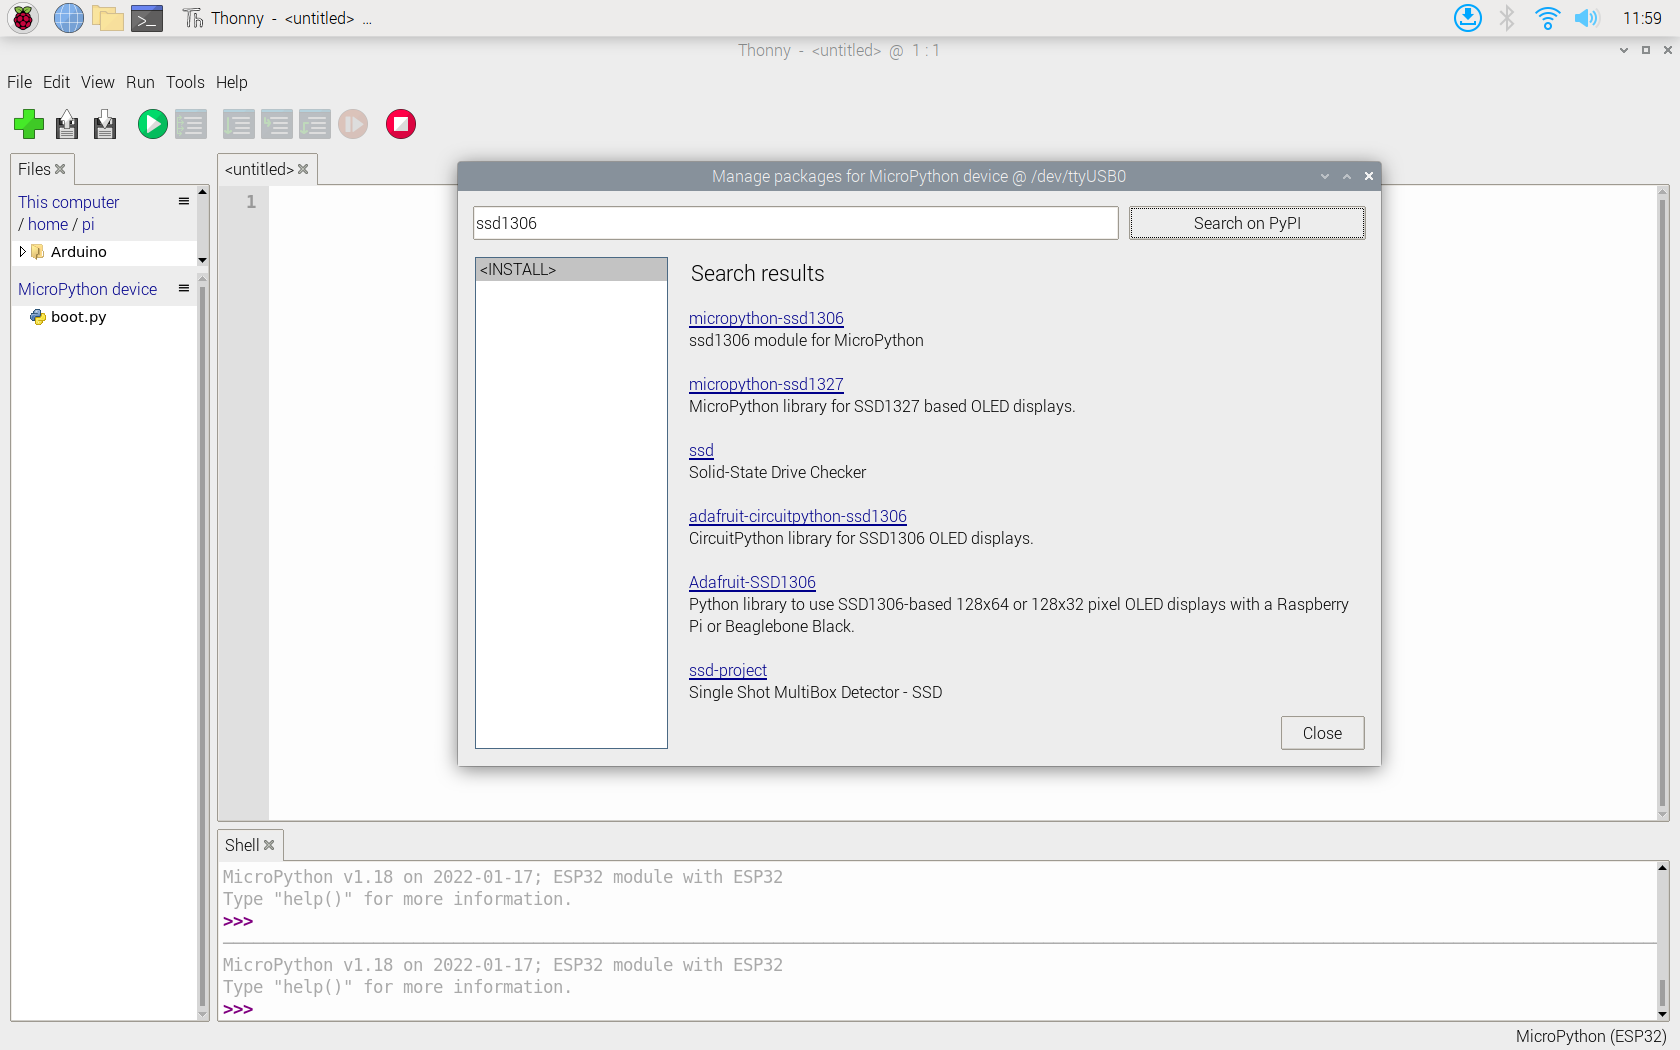 Thonny - <untitled> ...
11:59
Thonny - <untitled> @ 1 : 1
File Edit View Run Tools Help
Files
This computer
/ home / pi
Arduino
MicroPython device
boot.py
<untitled>
1
Manage packages for MicroPython device @ /dev/ttyUSB0
ssd1306
Search on PyPI
<INSTALL>
Search results
micropython-ssd1306
ssd1306 module for MicroPython
micropython-ssd1327
MicroPython library for SSD1327 based OLED displays.
ssd
Solid-State Drive Checker
adafruit-circuitpython-ssd1306
CircuitPython library for SSD1306 OLED displays.
Adafruit-SSD1306
Python library to use SSD1306-based 128x64 or 128x32 pixel OLED displays with a Raspberry
Pi or Beaglebone Black.
ssd-project
Single Shot MultiBox Detector - SSD
Close
Shell
MicroPython v1.18 on 2022-01-17; ESP32 module with ESP32
Type "help()" for more information.
>>>
MicroPython v1.18 on 2022-01-17; ESP32 module with ESP32
Type "help()" for more information.
>>>
MicroPython (ESP32)